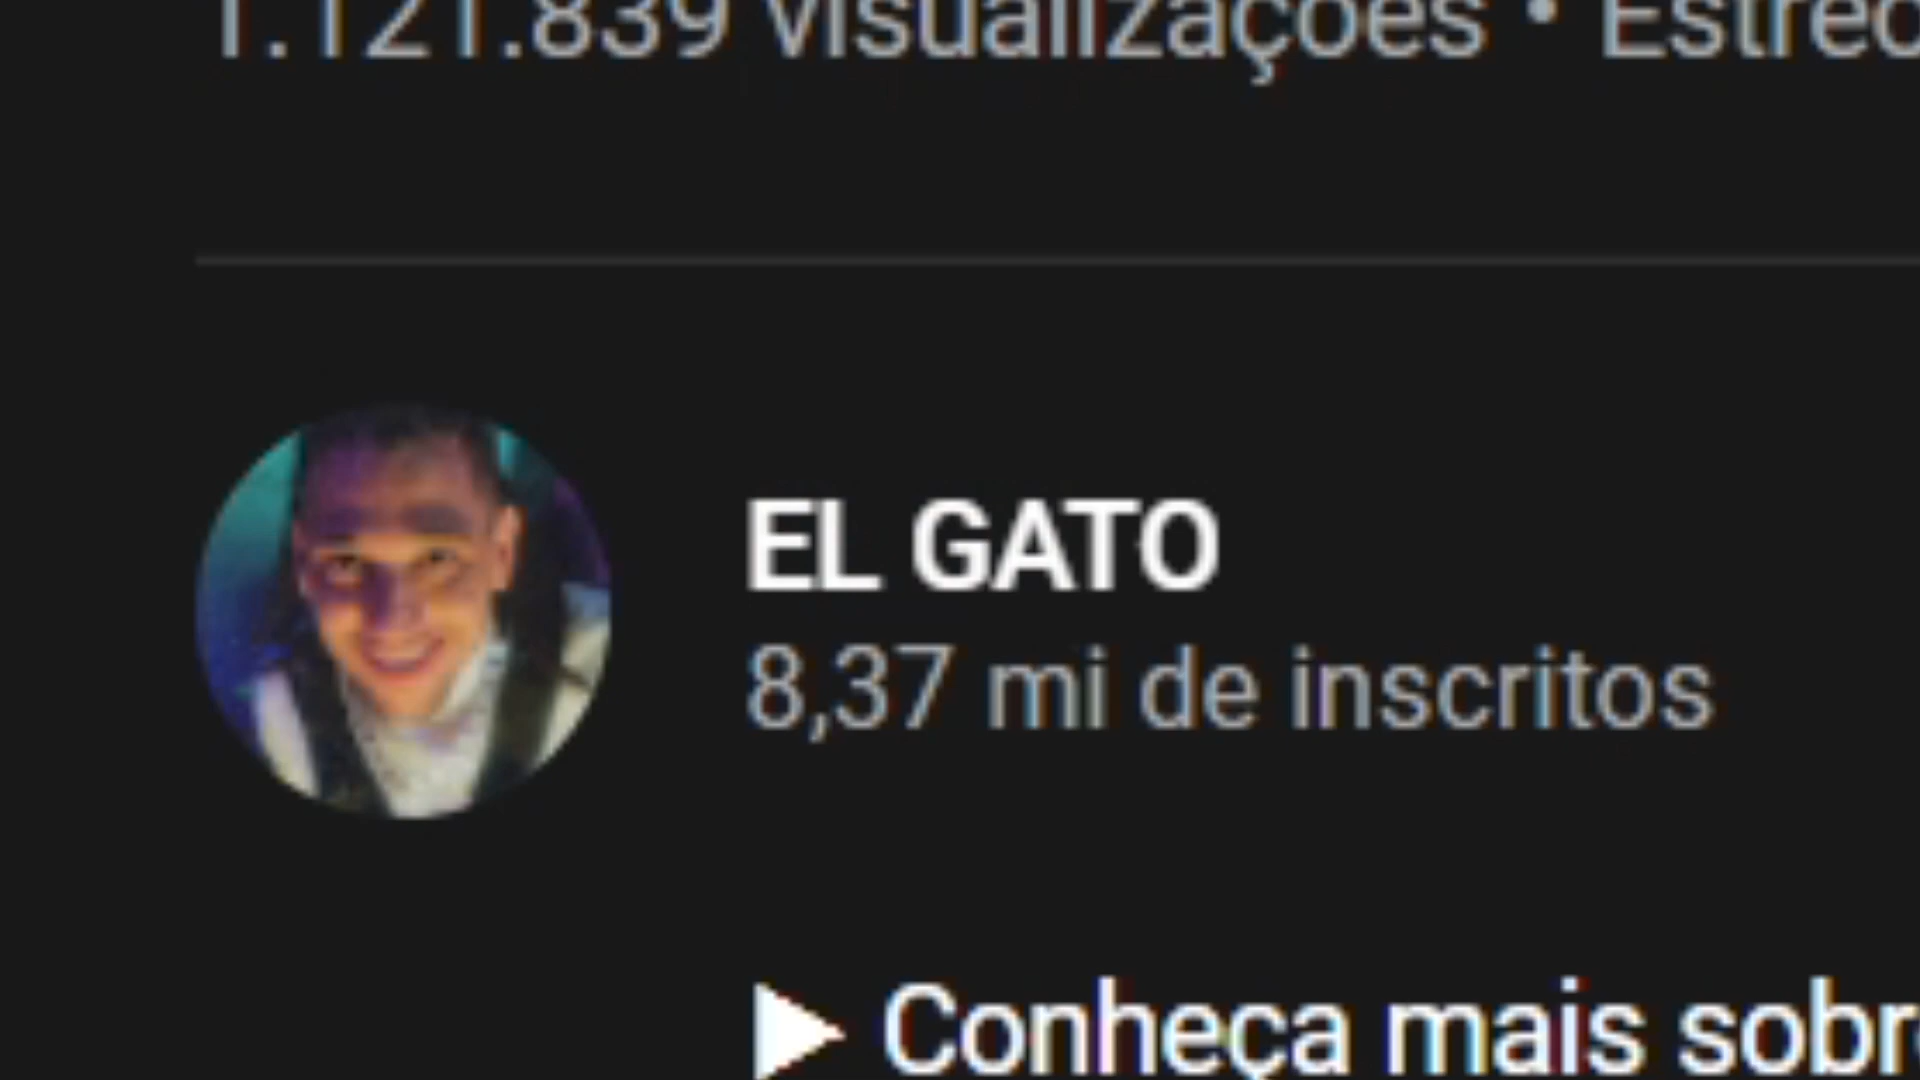 1.121.839 visualizações •
EL GATO
8,37 mi de inscritos
▶ Conheça mais